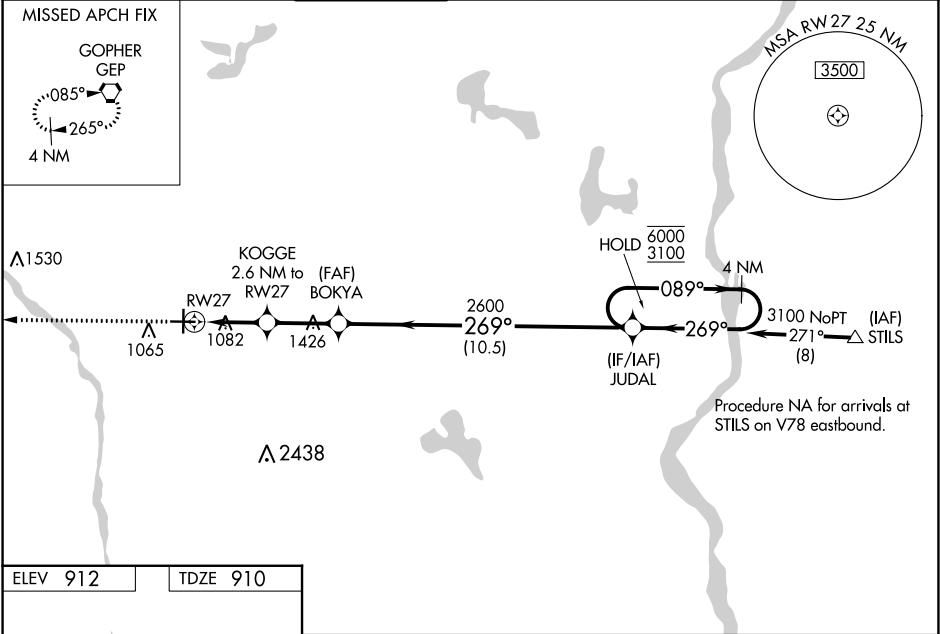 MISSED APCH FIX
GOPHER
GEP
085°
265°
4 NM
MSA RW 27 25 NM
3500
1530
KOGGE
2.6 NM to
RW27
(FAF)
BOKYA
RW27
1065
1082
1426
2600
269°
(10.5)
HOLD
6000
3100
4 NM
089°
269°
(IF/IAF)
JUDAL
3100 NoPT
271°
(8)
(IAF)
STILS
Procedure NA for arrivals at
STILS on V78 eastbound.
2438
ELEV 912
TDZE 910